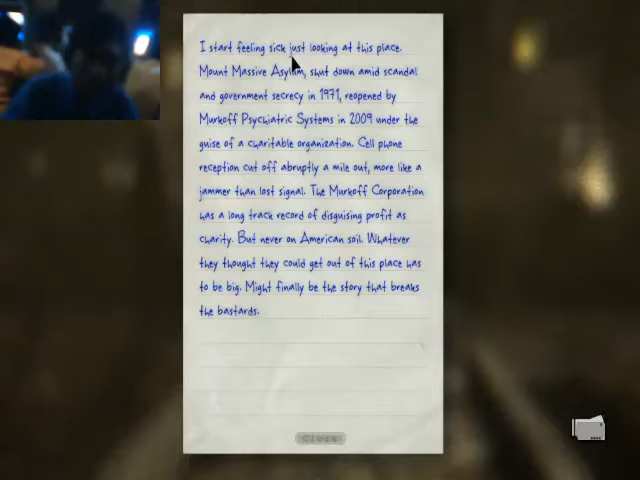 I start feeling sick just looking at this place.
Mount Massive Asylum, shut down amid scandal
and government secrecy in 1971, reopened by
Murkoff Psychiatric Systems in 2009 under the
guise of a charitable organization. Cell phone
reception cut off abruptly a mile out, more like a
jammer than lost signal. The Murkoff Corporation
has a long track record of disguising profit as
charity. But never on American soil. Whatever
they thought they could get out of this place has
to be big. Might finally be the story that breaks
the bastards.
Close